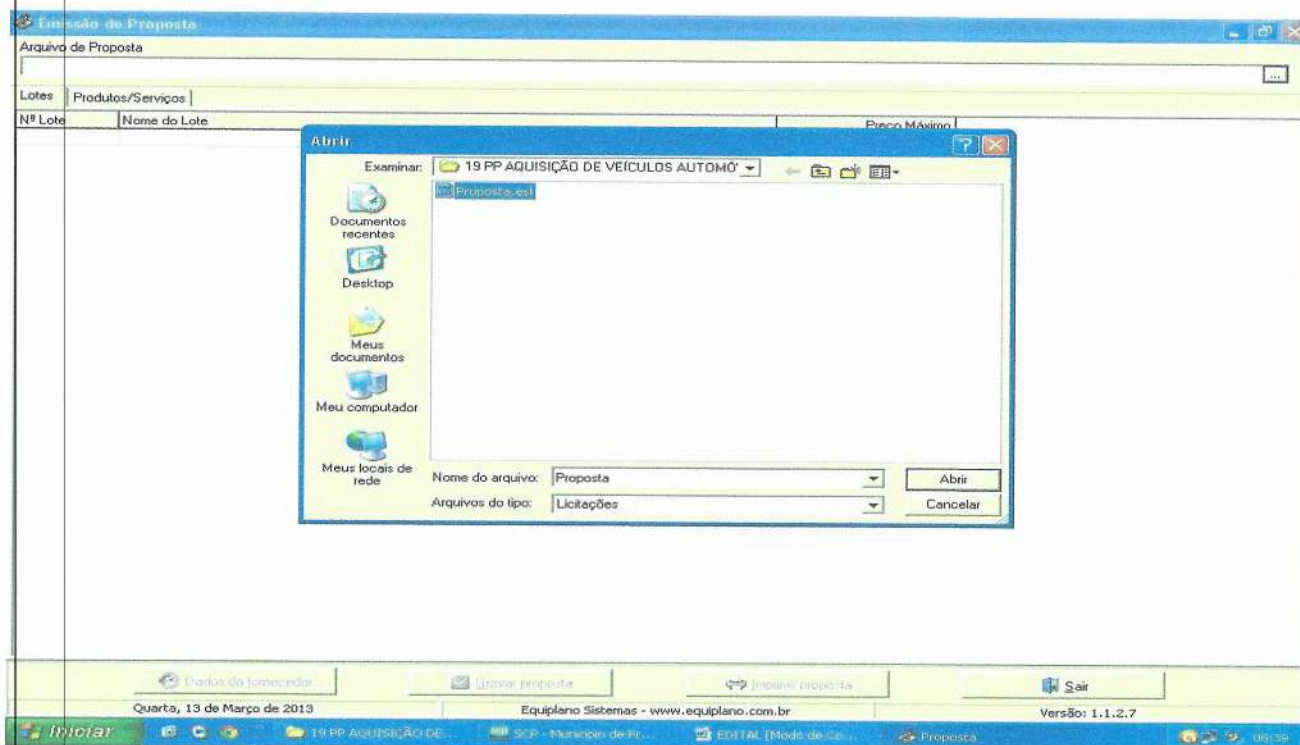 Emissão de Proposta
Arquivo de Proposta
...
Lotes Produtos/Serviços
Nº Lote Nome do Lote Preço Máximo
Abrir
Examinar: 19 PP AQUISIÇÃO DE VEÍCULOS AUTOMÓ
Proposta.esl
Documentos
recentes
Desktop
Meus
documentos
Meu computador
Meus locais de
rede
Nome do arquivo: Proposta Abrir
Arquivos do tipo: Licitações Cancelar
Dados do fornecedor Gravar proposta Imprimir proposta Sair
Quarta, 13 de Março de 2013 Equiplano Sistemas - www.equiplano.com.br Versão: 1.1.2.7
Iniciar 19 PP AQUISIÇÃO DE... SCP - Município de Fr... EDITAL [Modo de Co... Proposta 08:59